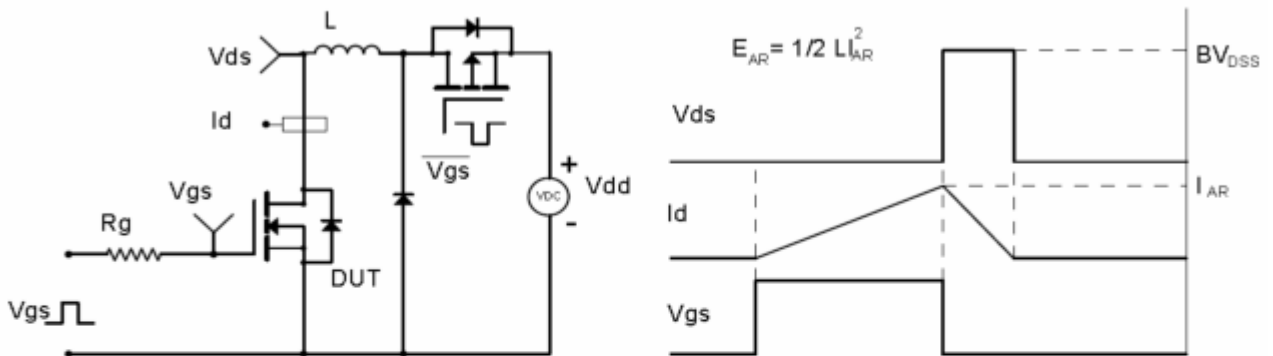 L
Vds
Id
Vgs
Vgs
Rg
DUT
Vgs
+
VDC
-
Vdd
E_AR = 1/2 LI_AR^2
BV_DSS
Vds
I_AR
Id
Vgs